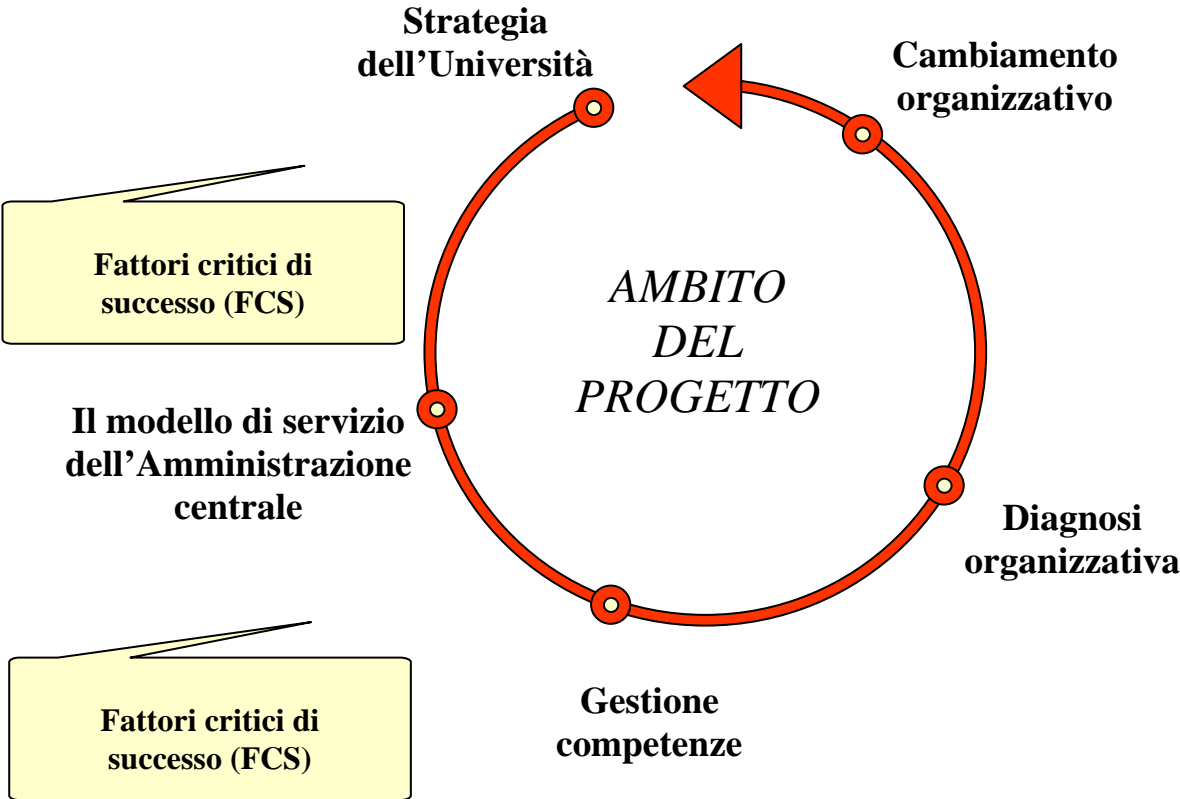 Strategia
dell'Università
Cambiamento
organizzativo
Fattori critici di
successo (FCS)
AMBITO
DEL
PROGETTO
Il modello di servizio
dell'Amministrazione
centrale
Diagnosi
organizzativa
Fattori critici di
successo (FCS)
Gestione
competenze